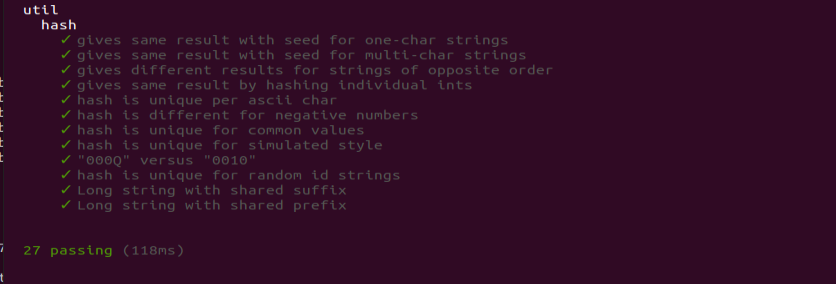 util
hash
✓ gives same result with seed for one-char strings
✓ gives same result with seed for multi-char strings
✓ gives different results for strings of opposite order
✓ gives same result by hashing individual ints
✓ hash is unique per ascii char
✓ hash is different for negative numbers
✓ hash is unique for common values
✓ hash is unique for simulated style
✓ "000Q" versus "0010"
✓ hash is unique for random id strings
✓ Long string with shared suffix
✓ Long string with shared prefix
27 passing (118ms)